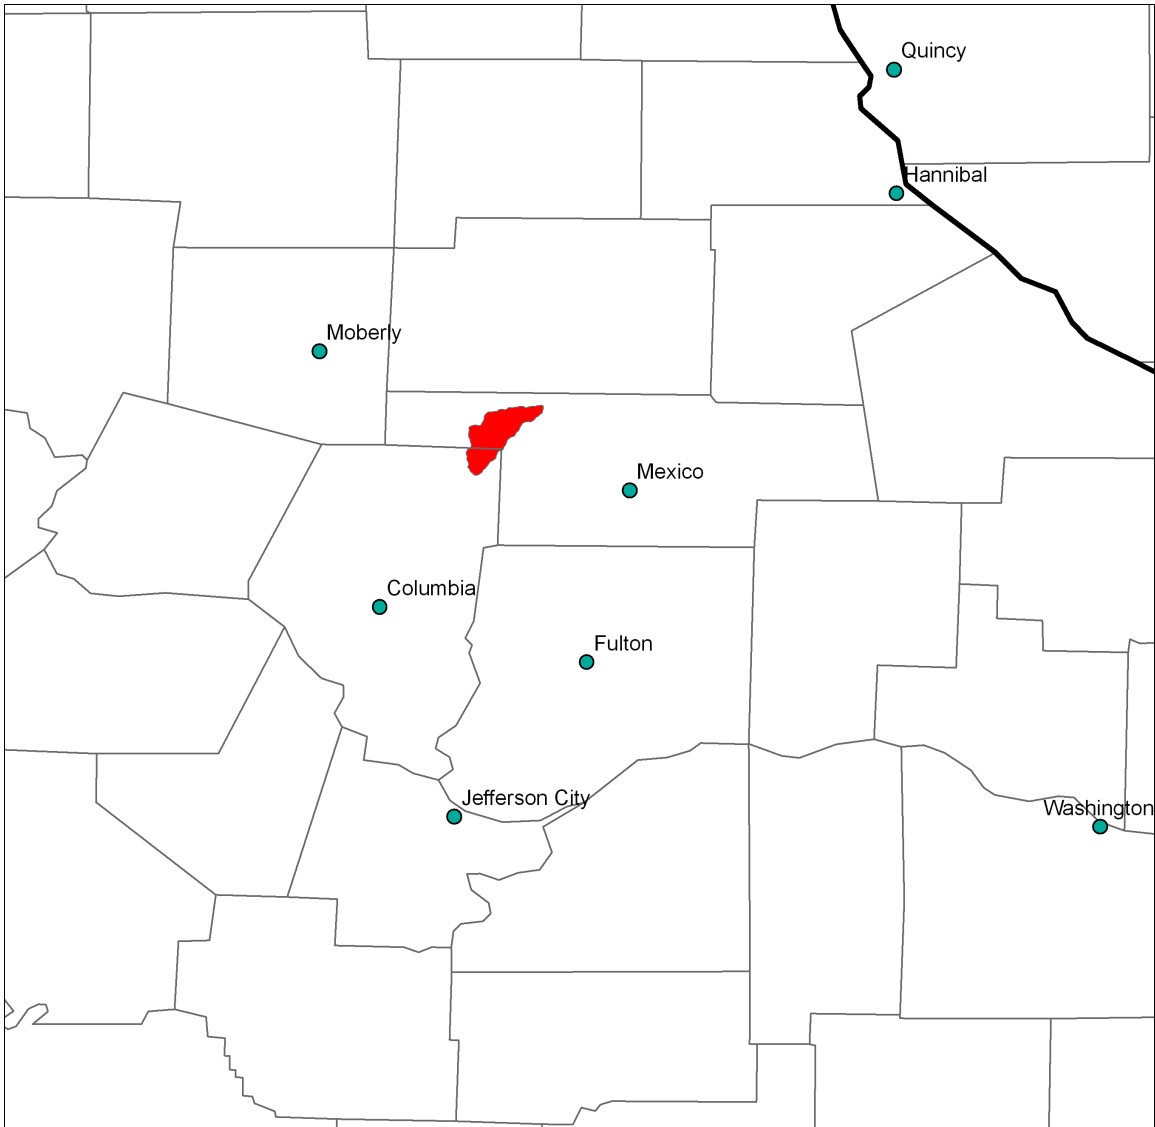 Quincy
Hannibal
Moberly
Mexico
Columbia
Fulton
Jefferson City
Washington